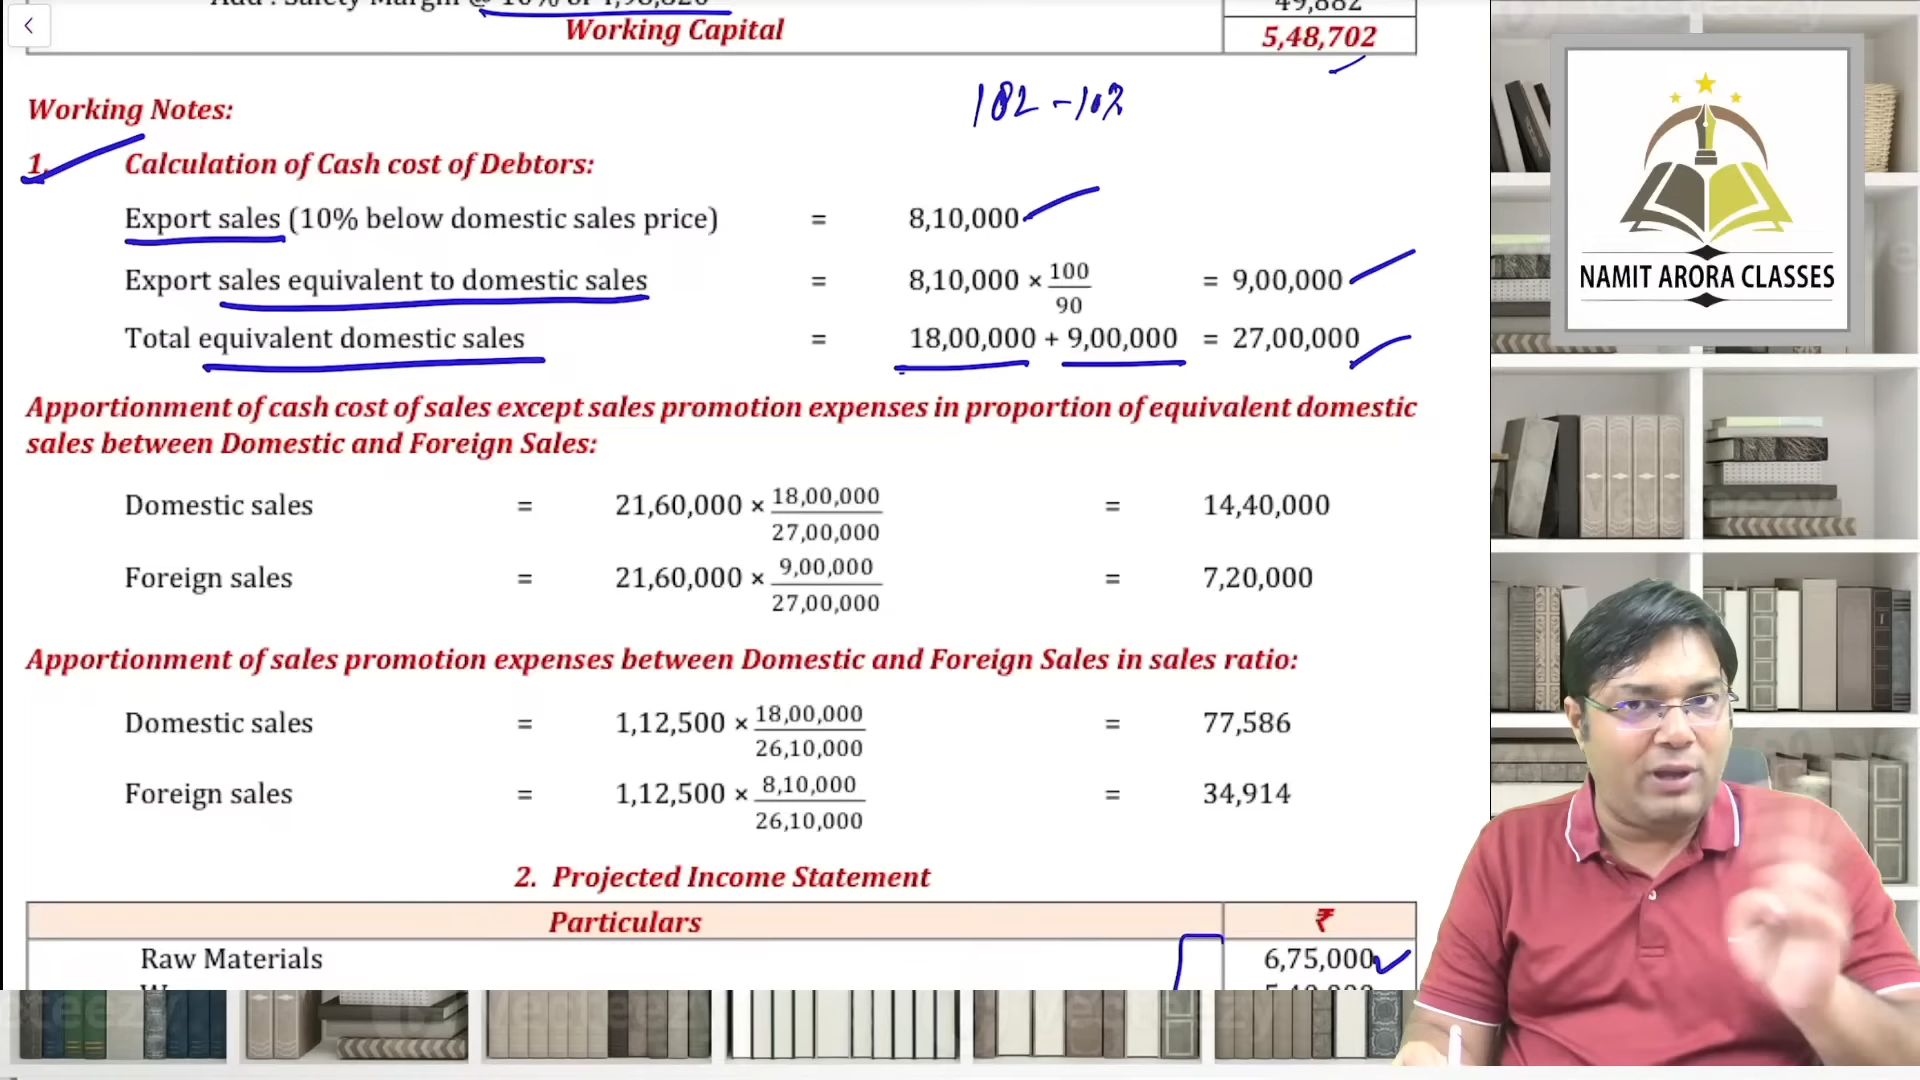 49,882
Working Capital 5,48,702
182 - 10%
Working Notes:
1. Calculation of Cash cost of Debtors:
Export sales (10% below domestic sales price) = 8,10,000
Export sales equivalent to domestic sales = 8,10,000 × 100/90 = 9,00,000
Total equivalent domestic sales = 18,00,000 + 9,00,000 = 27,00,000
Apportionment of cash cost of sales except sales promotion expenses in proportion of equivalent domestic
sales between Domestic and Foreign Sales:
Domestic sales = 21,60,000 × 18,00,000/27,00,000 = 14,40,000
Foreign sales = 21,60,000 × 9,00,000/27,00,000 = 7,20,000
Apportionment of sales promotion expenses between Domestic and Foreign Sales in sales ratio:
Domestic sales = 1,12,500 × 18,00,000/26,10,000 = 77,586
Foreign sales = 1,12,500 × 8,10,000/26,10,000 = 34,914
2. Projected Income Statement
Particulars ₹
Raw Materials 6,75,000
NAMIT ARORA CLASSES